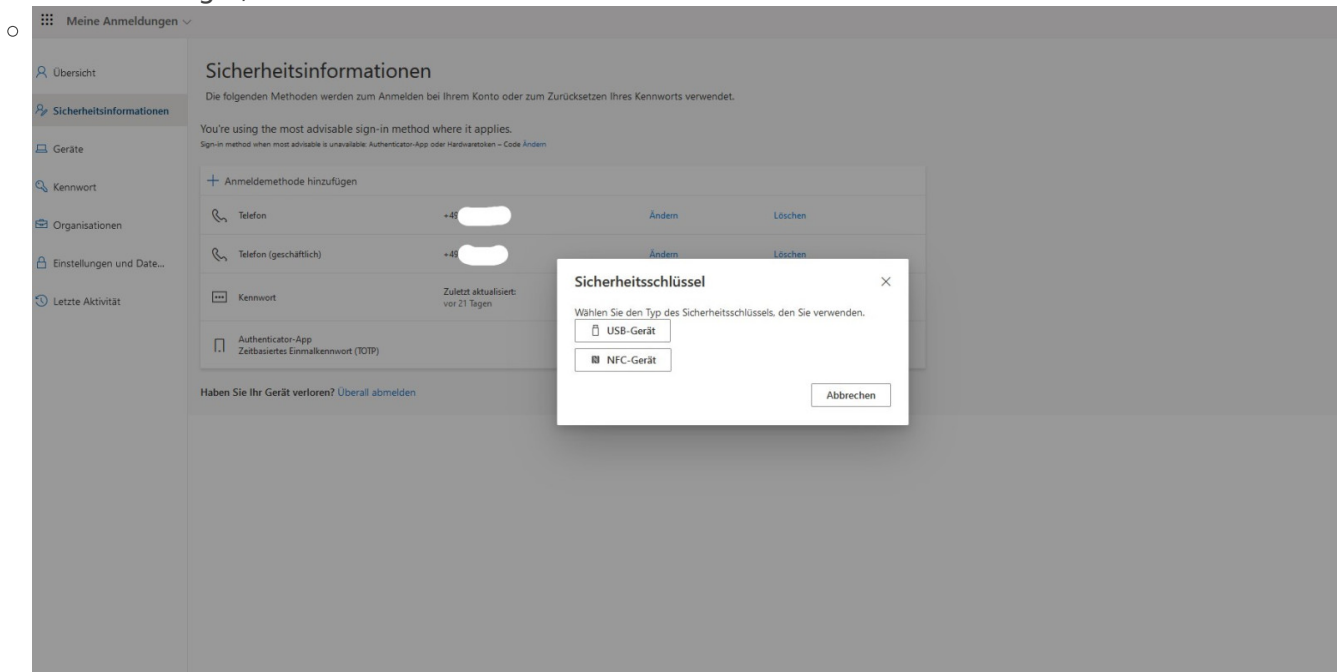 Meine Anmeldungen
Übersicht
Sicherheitsinformationen
Geräte
Kennwort
Organisationen
Einstellungen und Date...
Letzte Aktivität
Sicherheitsinformationen
Die folgenden Methoden werden zum Anmelden bei Ihrem Konto oder zum Zurücksetzen Ihres Kennworts verwendet.
You're using the most advisable sign-in method where it applies.
Sign-in method when most advisable is unavailable: Authenticator-App oder Hardwaretoken – Code Ändern
Anmeldemethode hinzufügen
Telefon +49 Ändern Löschen
Telefon (geschäftlich) +49 Ändern Löschen
Kennwort Zuletzt aktualisiert:
vor 21 Tagen
Authenticator-App
Zeitbasiertes Einmalkennwort (TOTP)
Haben Sie Ihr Gerät verloren? Überall abmelden
Sicherheitsschlüssel
Wählen Sie den Typ des Sicherheitsschlüssels, den Sie verwenden.
USB-Gerät
NFC-Gerät
Abbrechen